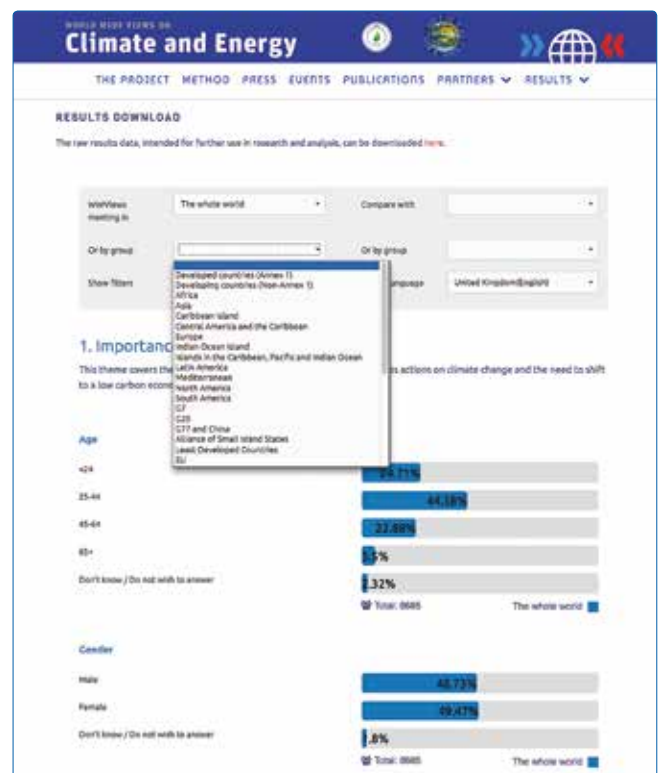 WORLD WIDE VIEWS ON
Climate and Energy
THE PROJECT METHOD PRESS EVENTS PUBLICATIONS PARTNERS RESULTS
RESULTS DOWNLOAD
The raw results data, intended for further use in research and analysis, can be downloaded here.
WWViews meeting in
The whole world
Compare with
Or by group
Or by group
Show filters
United Kingdom(English)
Developed countries (Annex 1)
Developing countries (Non-Annex 1)
Africa
Asia
Caribbean Island
Central America and the Caribbean
Europe
Indian Ocean Island
Islands in the Caribbean, Pacific and Indian Ocean
Latin America
Mediterranean
North America
South America
G7
G20
G77 and China
Alliance of Small Island States
Least Developed Countries
EU
1. Importanc
This theme covers the
s actions on climate change and the need to shift
to a low carbon econo
Age
<24
25-44
44.18%
45-64
65+
5.5%
Don't know / Do not wish to answer
2.32%
Total: 8685
The whole world
Gender
Male
48.73%
Female
49.47%
Don't know / Do not wish to answer
1.8%
Total: 8685
The whole world